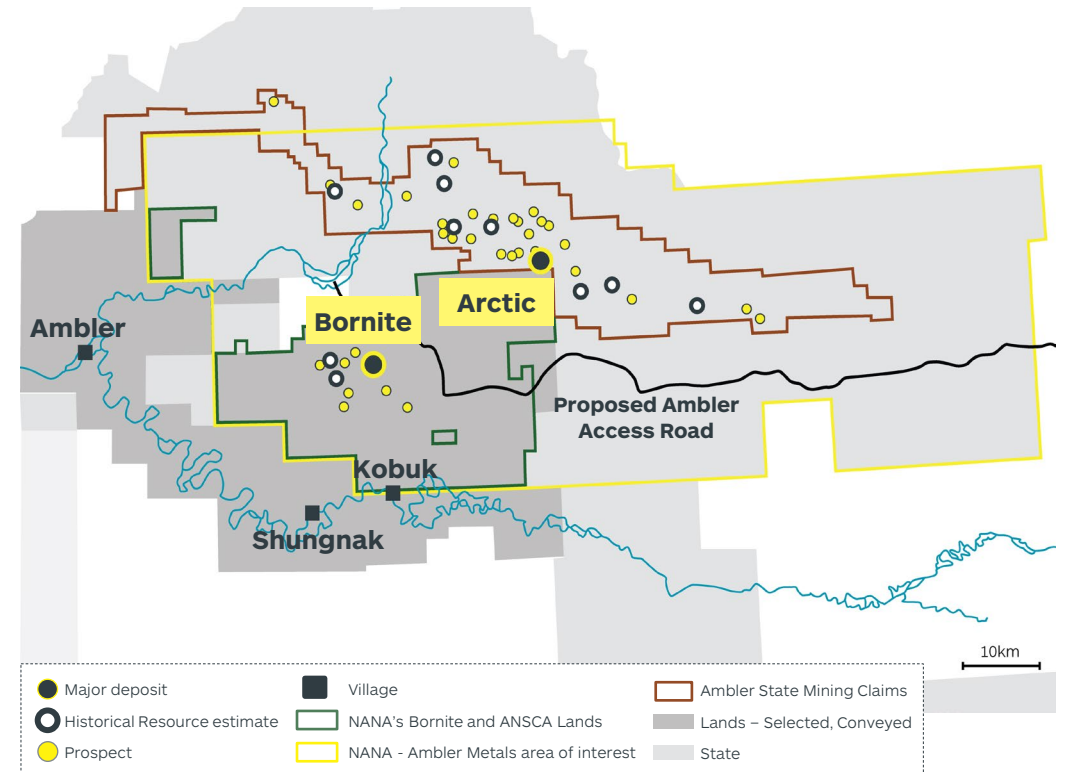 Ambler
Bornite
Arctic
Proposed Ambler
Access Road
Kobuk
Shungnak
10km
Major deposit
Village
Ambler State Mining Claims
Historical Resource estimate
NANA's Bornite and ANSCA Lands
Lands – Selected, Conveyed
Prospect
NANA - Ambler Metals area of interest
State